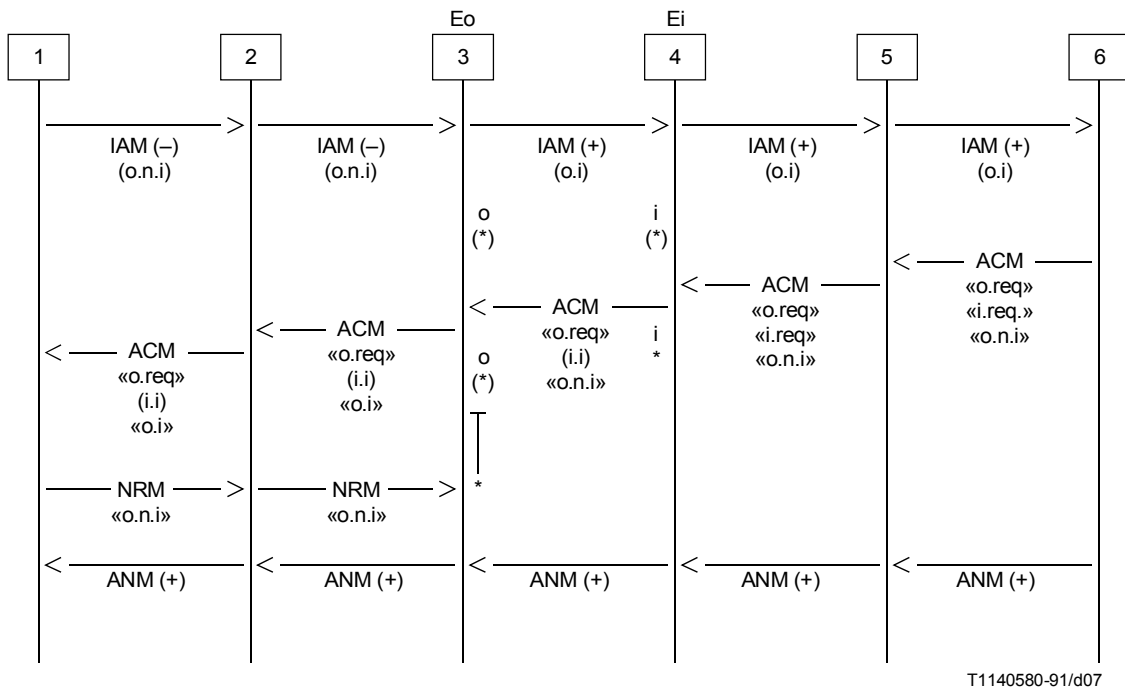 Eo Ei
1 2 3 4 5 6
IAM (–) IAM (–) IAM (+) IAM (+) IAM (+)
(o.n.i) (o.n.i) (o.i) (o.i) (o.i)
o i
(*) (*)
ACM
«o.req»
«i.req.»
«o.n.i»
ACM
«o.req»
«i.req»
«o.n.i»
ACM
«o.req»
(i.i)
«o.n.i»
i
*
ACM
«o.req»
(i.i)
«o.i»
o
(*)
ACM
«o.req»
(i.i)
«o.i»
NRM NRM *
«o.n.i» «o.n.i»
ANM (+) ANM (+) ANM (+) ANM (+) ANM (+)
T1140580-91/d07